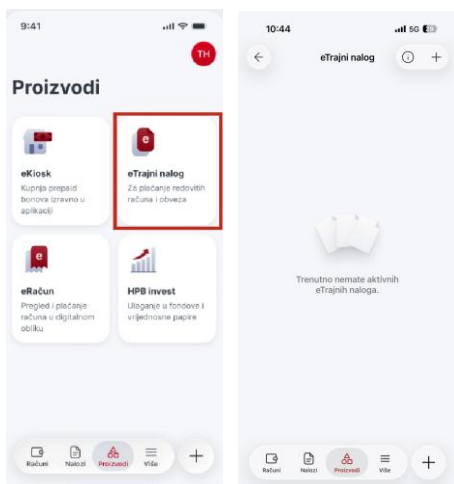 9:41
TH
Proizvodi
eKiosk
Kupnja prepaid
bonova izravno u
aplikaciji
e
eTrajni nalog
Za plaćanje redovitih
računa i obveza
e
eRačun
Pregled i plaćanje
računa u digitalnom
obliku
HPB invest
Ulaganje u fondove i
vrijednosne papire
Računi
Nalozi
Proizvodi
Više
10:44
5G
eTrajni nalog
Trenutno nemate aktivnih
eTrajnih naloga.
Računi
Nalozi
Proizvodi
Više